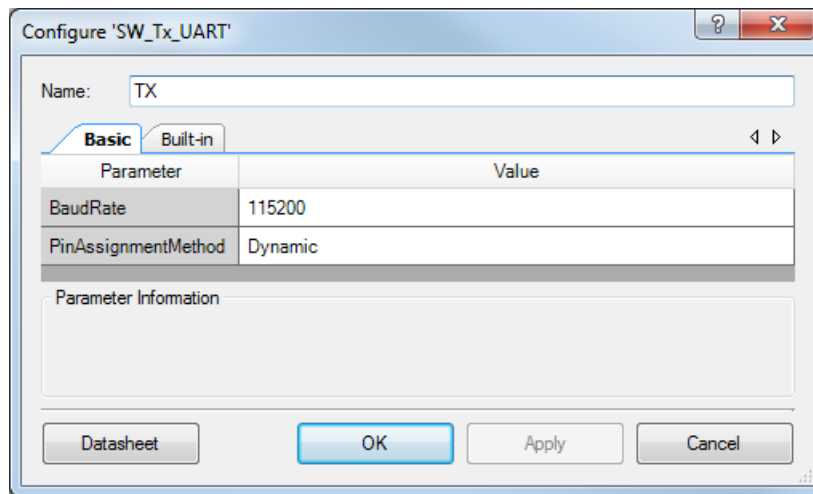 Configure 'SW_Tx_UART'
Name: TX
Basic Built-in
Parameter Value
BaudRate 115200
PinAssignmentMethod Dynamic
Parameter Information
Datasheet OK Apply Cancel